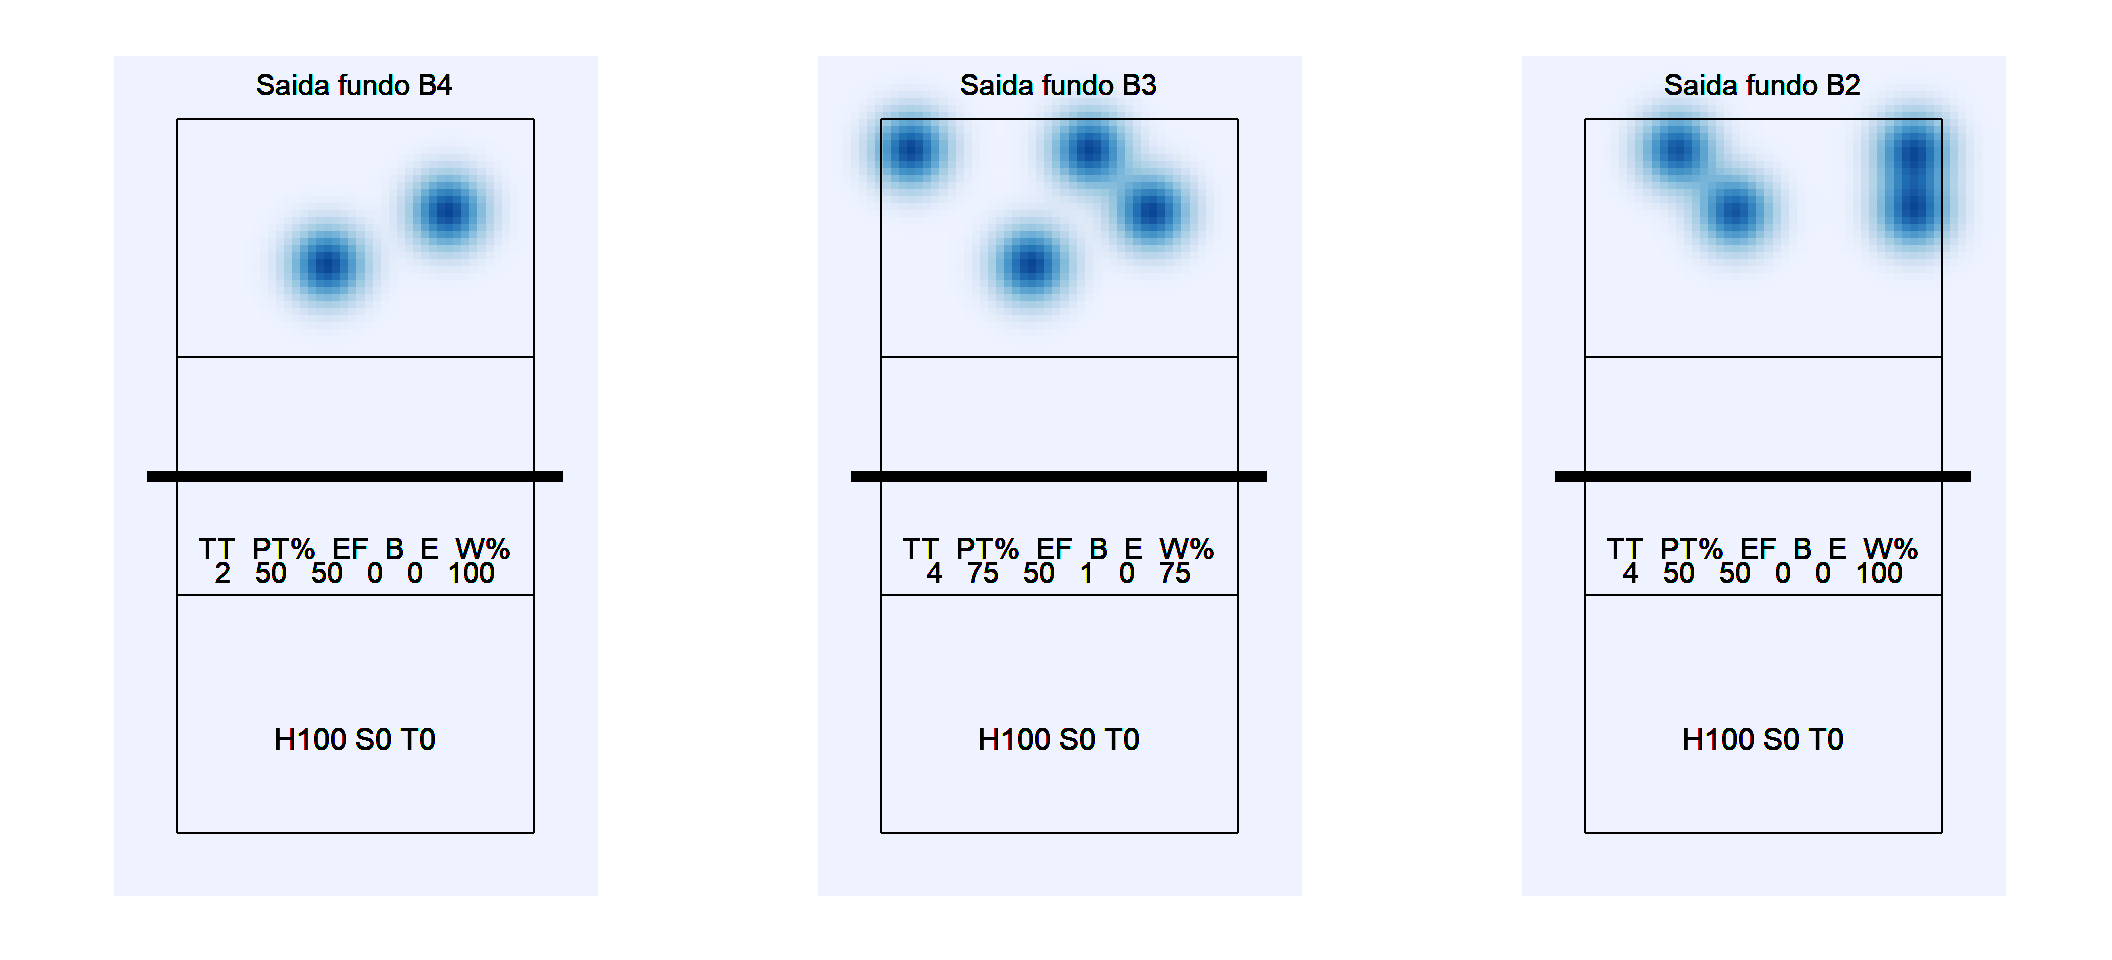 Saida fundo B4
TT PT% EF B E W%
2 50 50 0 0 100
H100 S0 T0
Saida fundo B3
TT PT% EF B E W%
4 75 50 1 0 75
H100 S0 T0
Saida fundo B2
TT PT% EF B E W%
4 50 50 0 0 100
H100 S0 T0